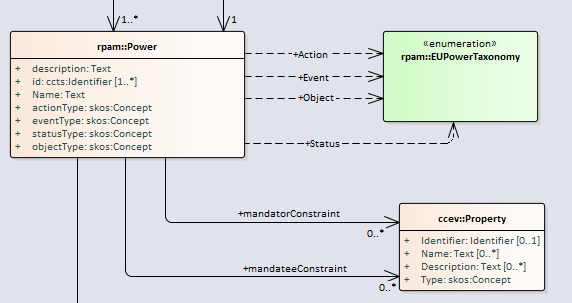 1..*
1
rpam::Power
+ description: Text
+ id: ccts:Identifier [1..*]
+ Name: Text
+ actionType: skos:Concept
+ eventType: skos:Concept
+ statusType: skos:Concept
+ objectType: skos:Concept
+Action
+Event
+Object
+Status
«enumeration»
rpam::EUPowerTaxonomy
+mandatorConstraint
0..*
+mandateeConstraint
0..*
ccev::Property
+ Identifier: Identifier [0..1]
+ Name: Text [0..*]
+ Description: Text [0..*]
+ Type: skos:Concept